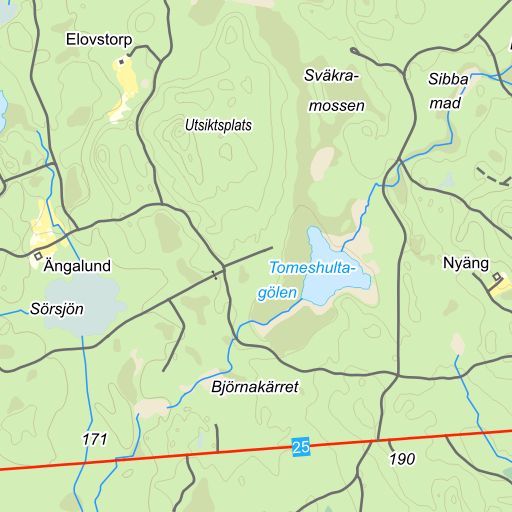 Elovstorp
Sväkra-
mossen
Sibba
mad
Utsiktsplats
Ängalund
Tomeshulta-
gölen
Nyäng
Sörsjön
Björnakärret
171
25
190